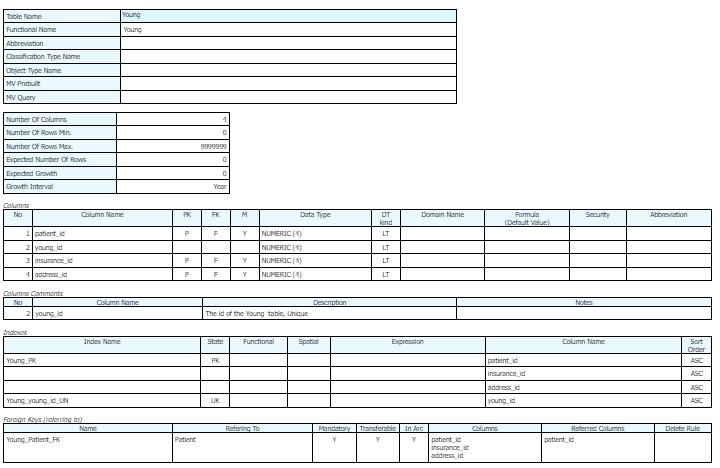 Table Name Young
Functional Name Young
Abbreviation
Classification Type Name
Object Type Name
MV Prebuilt
MV Query
Number Of Columns 4
Number Of Rows Min. 0
Number Of Rows Max. 9999999
Expected Number Of Rows 0
Expected Growth 0
Growth Interval Year
Columns
No Column Name PK FK M Data Type DT kind Domain Name Formula (Default Value) Security Abbreviation
1 patient_id P F Y NUMERIC (4) LT
2 young_id NUMERIC (4) LT
3 insurance_id P F Y NUMERIC (4) LT
4 address_id P F Y NUMERIC (4) LT
Columns Comments
No Column Name Description Notes
2 young_id The id of the Young table, Unique
Indexes
Index Name State Functional Spatial Expression Column Name Sort Order
Young_PK PK patient_id ASC
insurance_id ASC
address_id ASC
Young_young_id_UN UK young_id ASC
Foreign Keys (referring to)
Name Refering To Mandatory Transferable In Arc Columns Referred Columns Delete Rule
Young_Patient_FK Patient Y Y Y patient_id patient_id
insurance_id
address_id